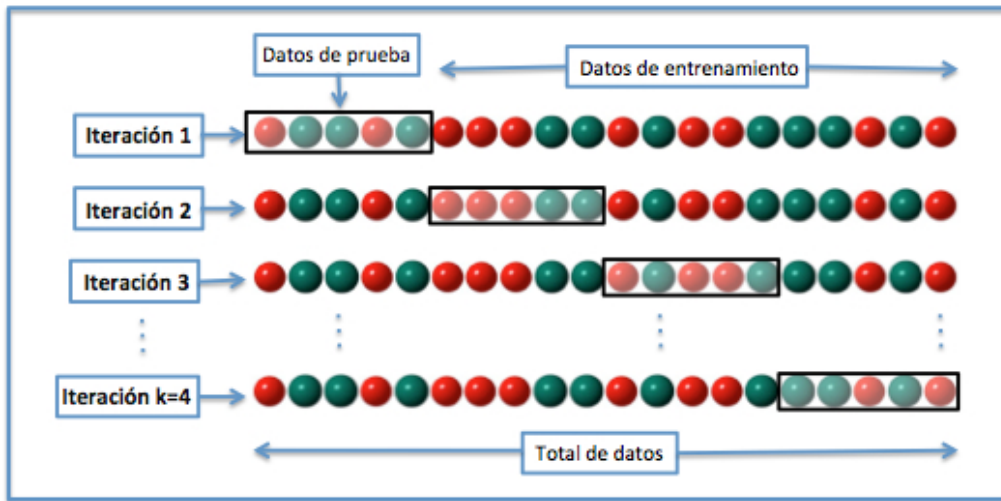 Datos de prueba
Datos de entrenamiento
Iteración 1
Iteración 2
Iteración 3
Iteración k=4
Total de datos